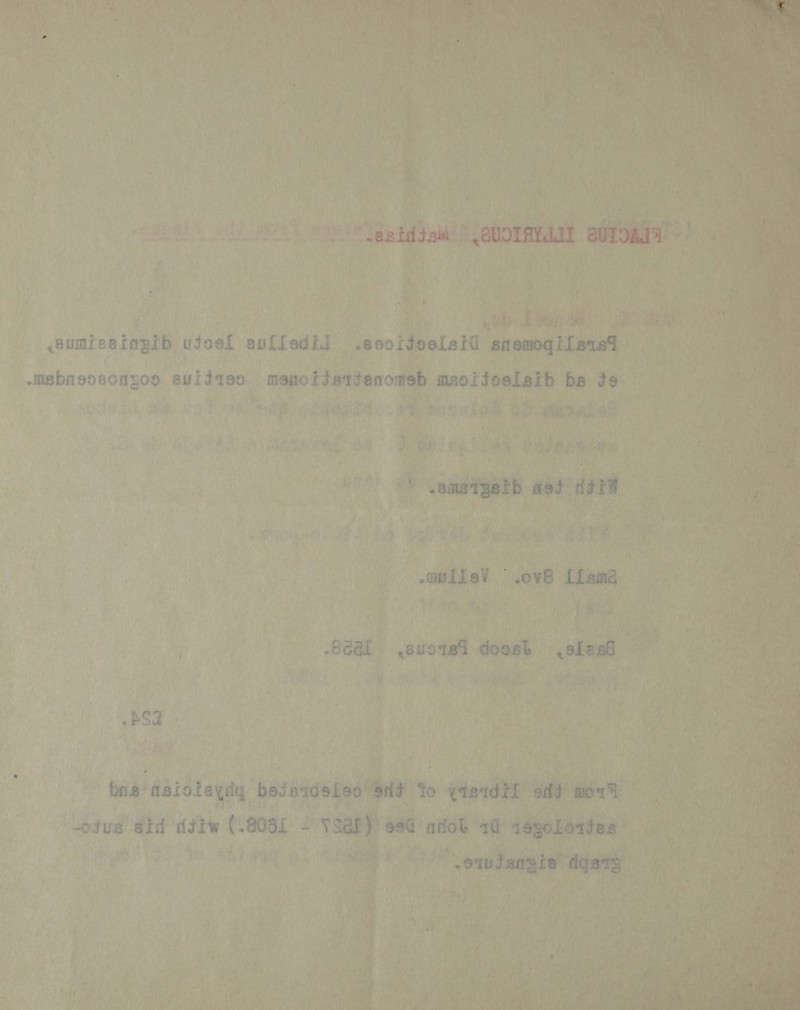 FLACIUS ILLYRICUS, Matthias.
Paralipomena Dialectices. Libellus lectu dignissimus,
et ad dialecticam demonstrationem certius cognoscendam.
With ten diagrams.
Small 8vo. Vellum.
Basle, Jacob Parcus, 1558.
£24.
From the library of the celebrated physician and
astrologer Dr John Dee (1527 - 1608.) with his auto-
graph signature.